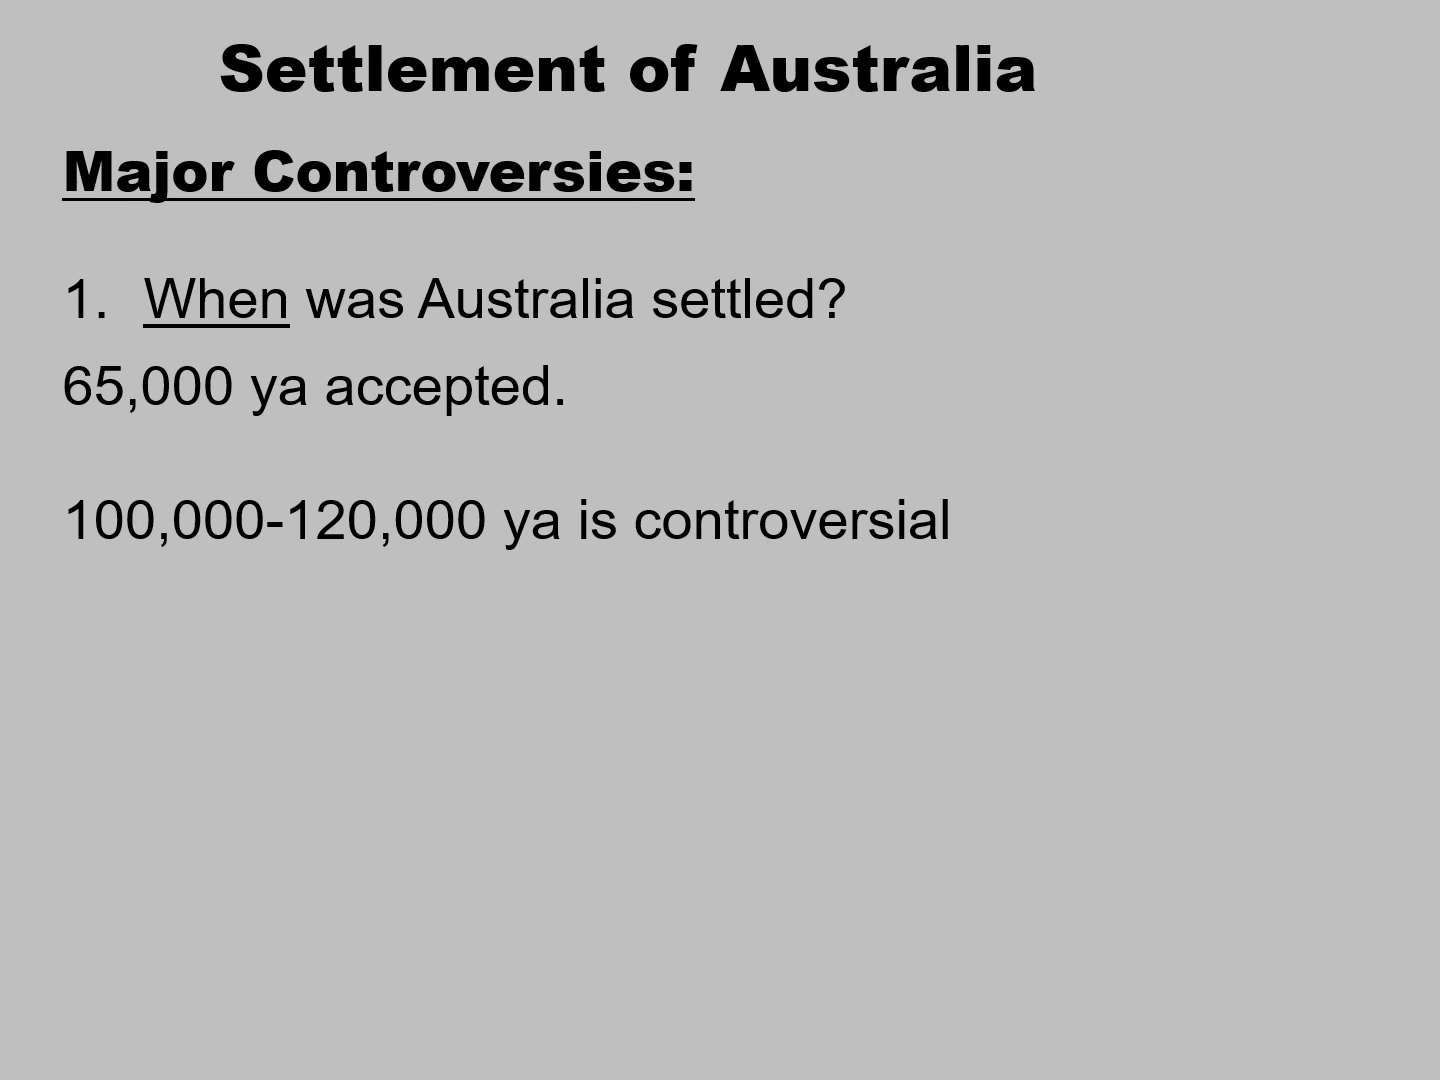 Settlement of Australia
Major Controversies:
1. When was Australia settled?
65,000 ya accepted.
100,000-120,000 ya is controversial